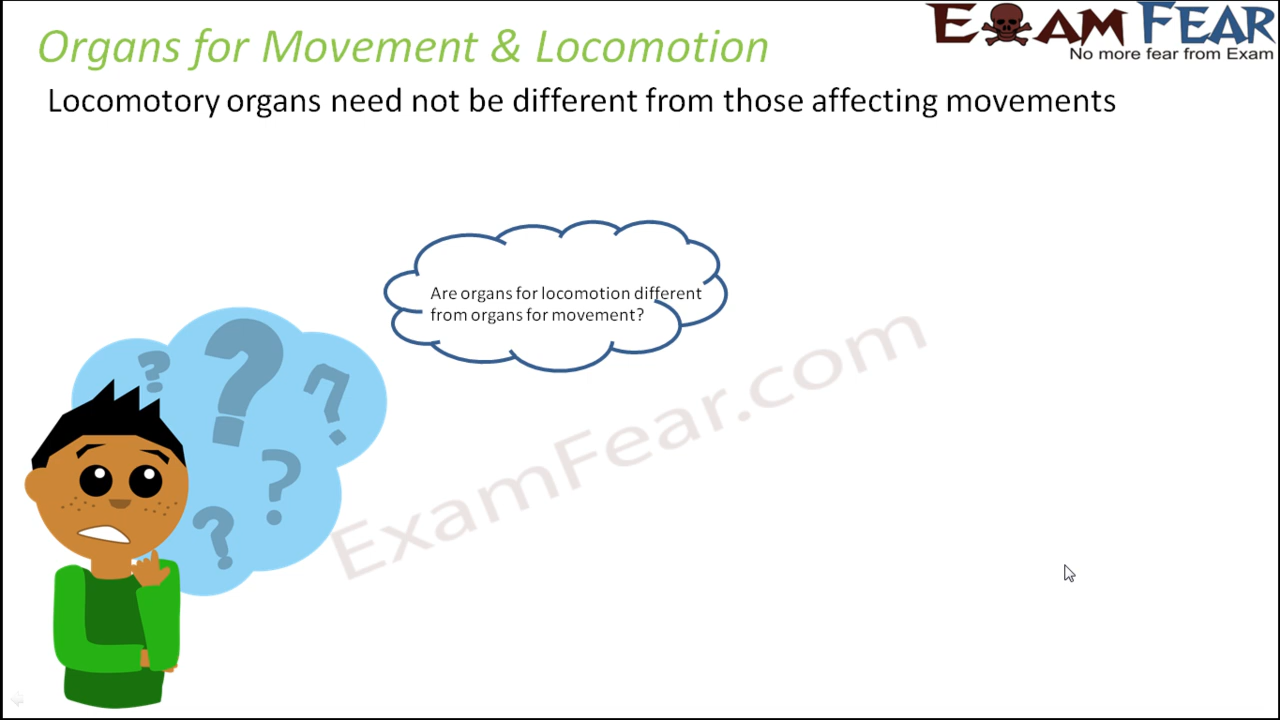 Organs for Movement & Locomotion
EXAM FEAR
No more fear from Exam
Locomotory organs need not be different from those affecting movements
Are organs for locomotion different
from organs for movement?
? ? ? ? ?
ExamFear.com